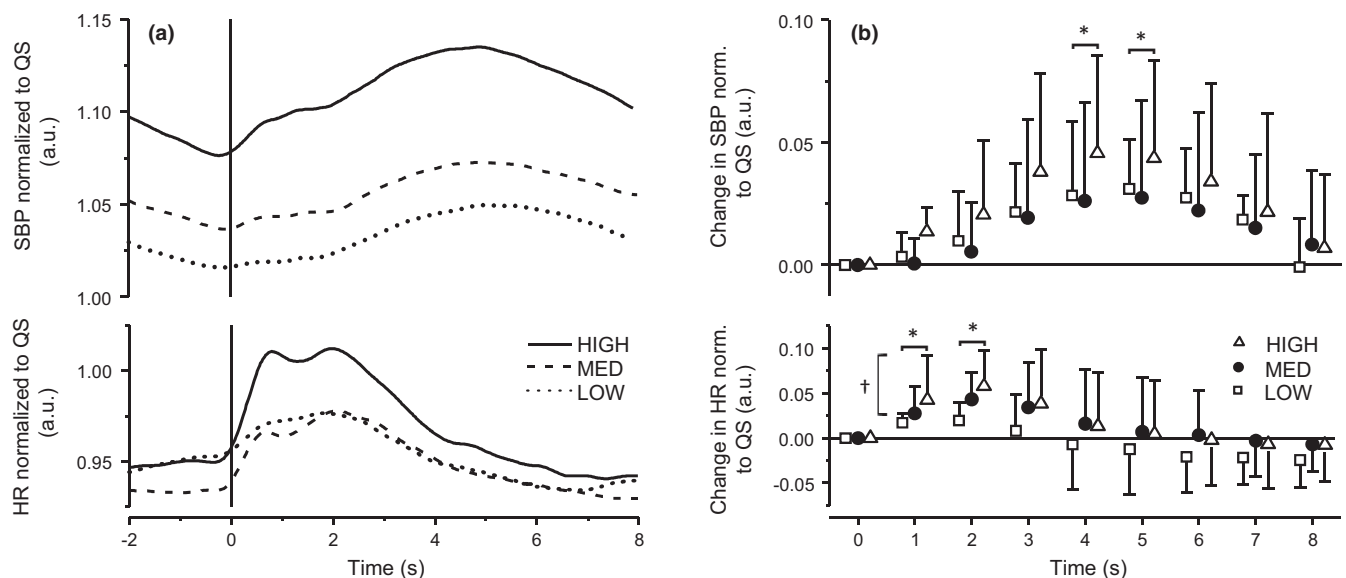 (a)
SBP normalized to QS
(a.u.)
1.15
1.10
1.05
1.00
HR normalized to QS
(a.u.)
1.00
0.95
HIGH
MED
LOW
-2
0
2
4
6
8
Time (s)
(b)
Change in SBP norm.
to QS (a.u.)
0.10
0.05
0.00
*
*
Change in HR norm.
to QS (a.u.)
0.10
0.05
0.00
-0.05
*
*
†
HIGH
MED
LOW
0
1
2
3
4
5
6
7
8
Time (s)